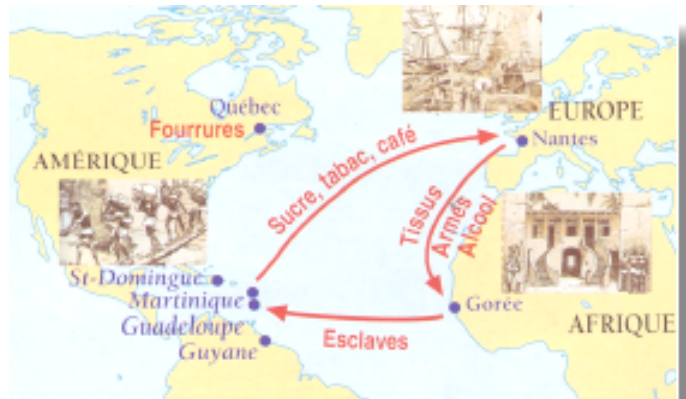 Québec
Fourrures
AMÉRIQUE
EUROPE
Nantes
Sucre, tabac, café
Tissus
Armes
Alcool
St-Domingue
Martinique
Guadeloupe
Guyane
Esclaves
Gorée
AFRIQUE